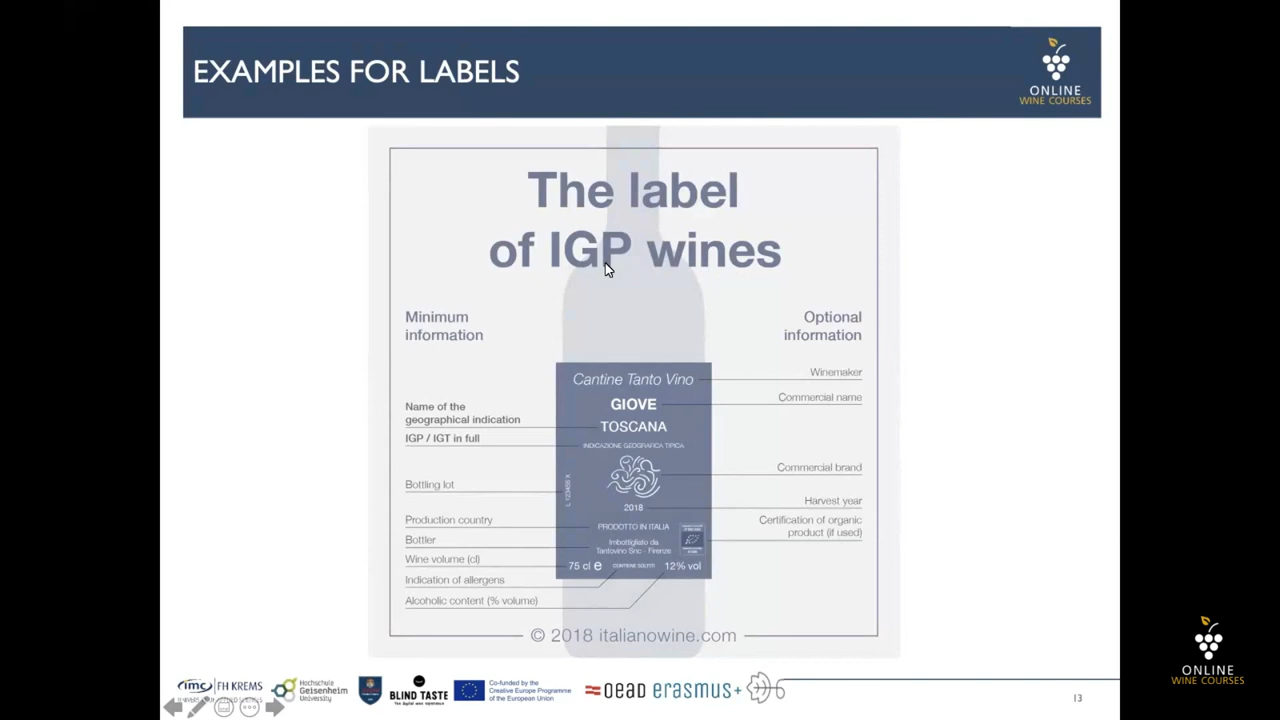 EXAMPLES FOR LABELS
ONLINE
WINE COURSES
The label
of IGP wines
Minimum
information
Optional
information
Cantine Tanto Vino
Winemaker
GIOVE
Commercial name
Name of the
geographical indication
TOSCANA
IGP / IGT in full
INDICAZIONE GEOGRAFICA TIPICA
Commercial brand
Bottling lot
L 123456 X
Harvest year
2018
Production country
PRODOTTO IN ITALIA
Certification of organic
product (if used)
Bottler
Imbottigliato da
Tantovino Snc - Firenze
Wine volume (cl)
75 cl e
CONTIENE SOLFITI
12% vol
Indication of allergens
Alcoholic content (% volume)
© 2018 italianowine.com
imc FH KREMS
Hochschule
Geisenheim
University
BLIND TASTE
Co-funded by the
Creative Europe Programme
of the European Union
oead erasmus+
13
ONLINE
WINE COURSES